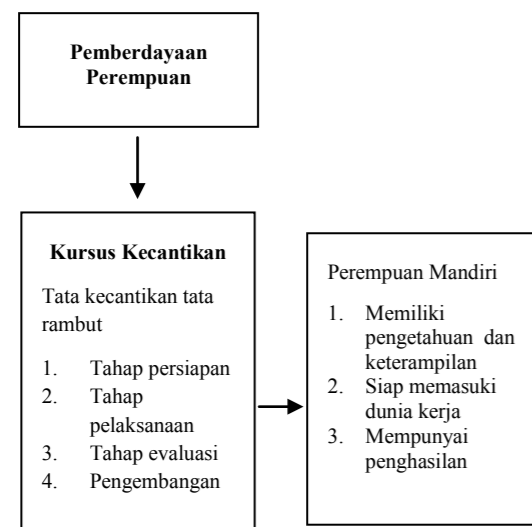 Pemberdayaan
Perempuan
Kursus Kecantikan
Tata kecantikan tata
rambut
1. Tahap persiapan
2. Tahap
pelaksanaan
3. Tahap evaluasi
4. Pengembangan
Perempuan Mandiri
1. Memiliki
pengetahuan dan
keterampilan
2. Siap memasuki
dunia kerja
3. Mempunyai
penghasilan